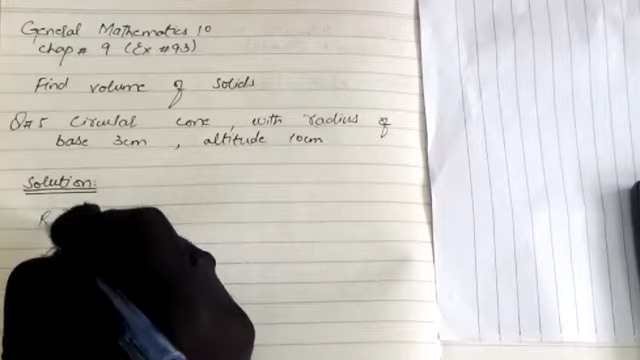 General Mathematics 10
chap # 9 (Ex # 9.3)
Find volume of solids
Q# 5 Circular cone, with radius of
base 3cm, altitude 10cm
Solution:
R